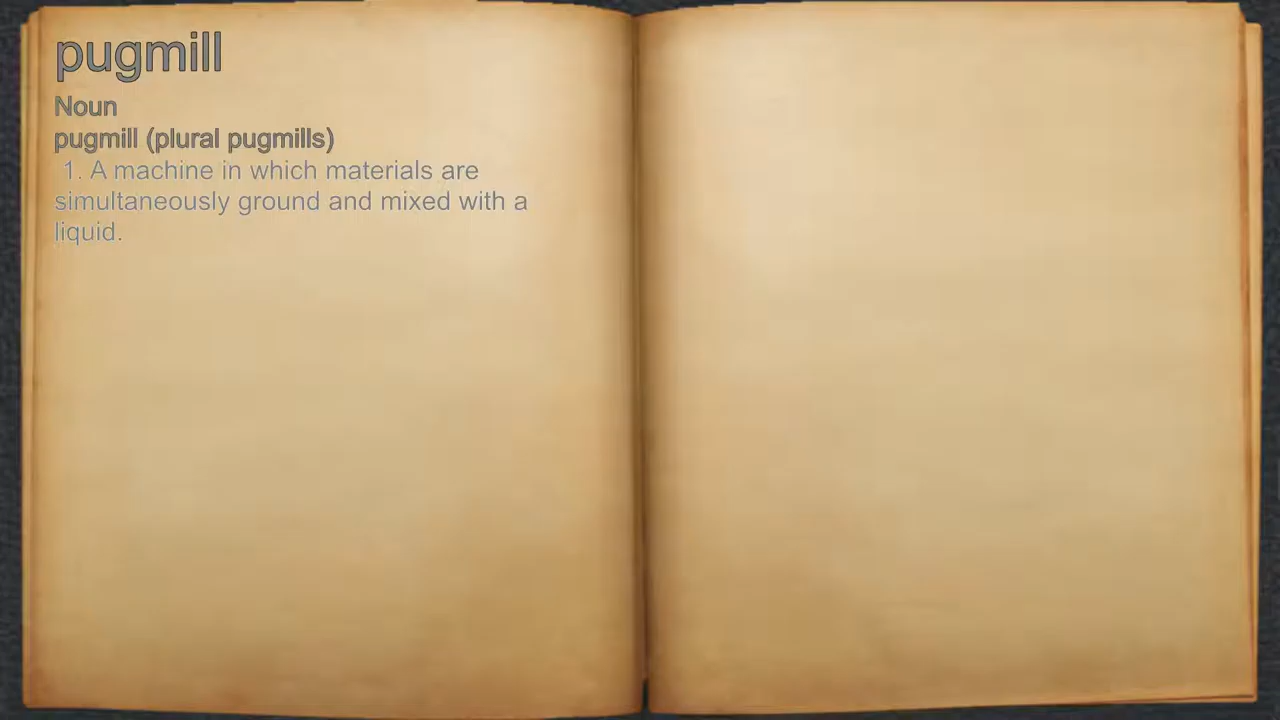 pugmill
Noun
pugmill (plural pugmills)
1. A machine in which materials are
simultaneously ground and mixed with a
liquid.